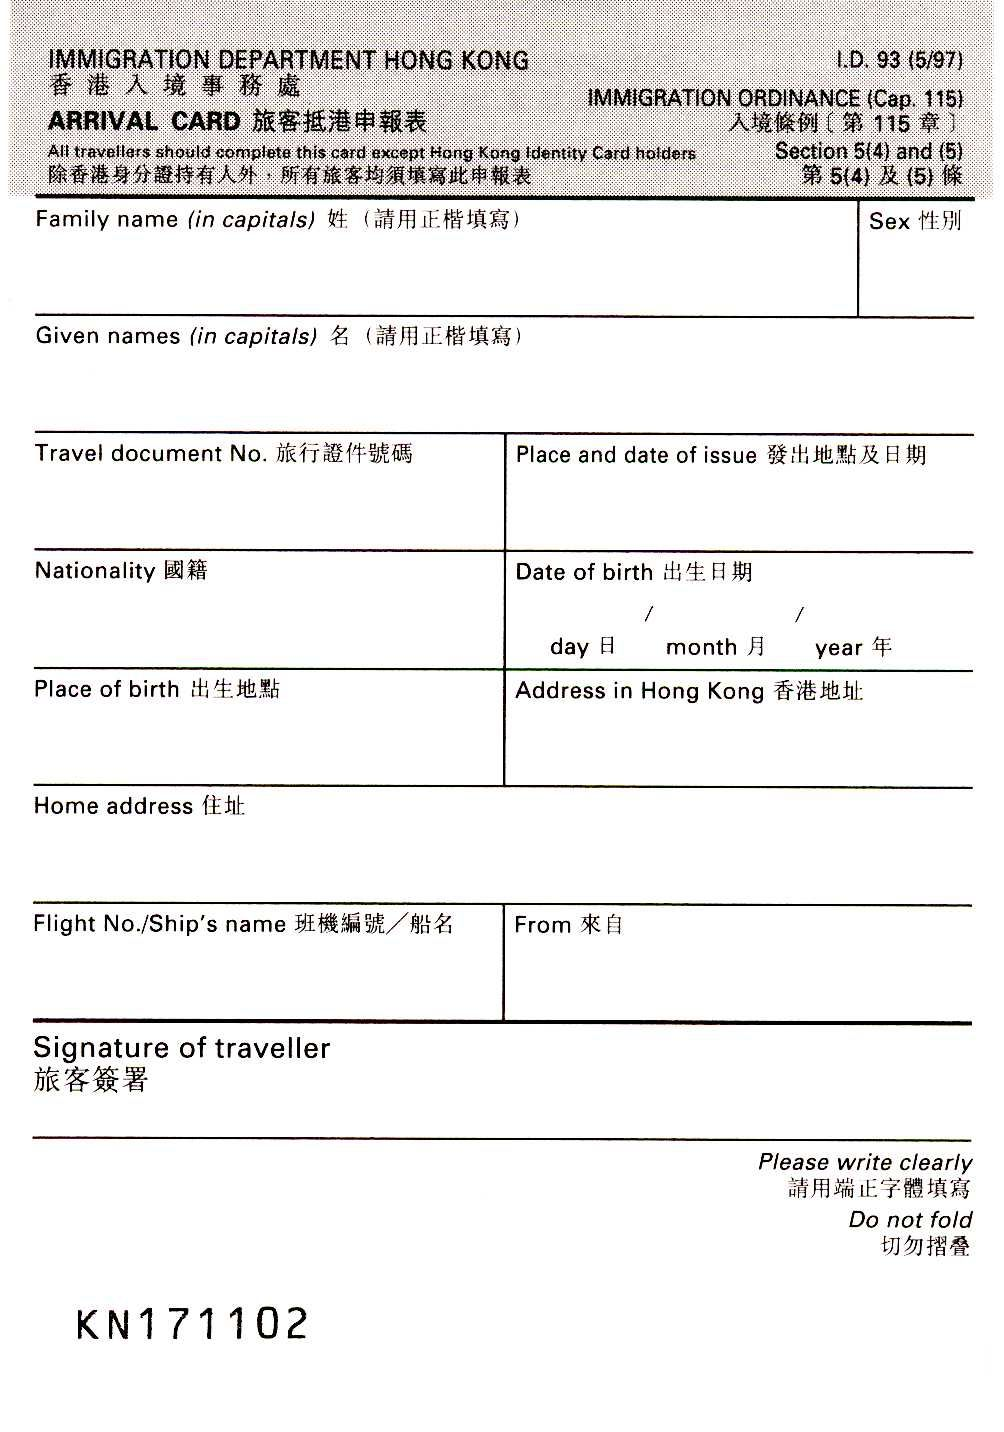 IMMIGRATION DEPARTMENT HONG KONG
I.D. 93 (5/97)
香港入境事務處
IMMIGRATION ORDINANCE (Cap. 115)
ARRIVAL CARD 旅客抵港申報表
入境條例〔第 115 章〕
All travellers should complete this card except Hong Kong Identity Card holders
Section 5(4) and (5)
除香港身分證持有人外，所有旅客均須填寫此申報表
第 5(4) 及 (5) 條
Family name (in capitals) 姓（請用正楷填寫）
Sex 性別
Given names (in capitals) 名（請用正楷填寫）
Travel document No. 旅行證件號碼
Place and date of issue 發出地點及日期
Nationality 國籍
Date of birth 出生日期
/ /
day 日 month 月 year 年
Place of birth 出生地點
Address in Hong Kong 香港地址
Home address 住址
Flight No./Ship's name 班機編號／船名
From 來自
Signature of traveller
旅客簽署
Please write clearly
請用端正字體填寫
Do not fold
切勿摺叠
KN171102